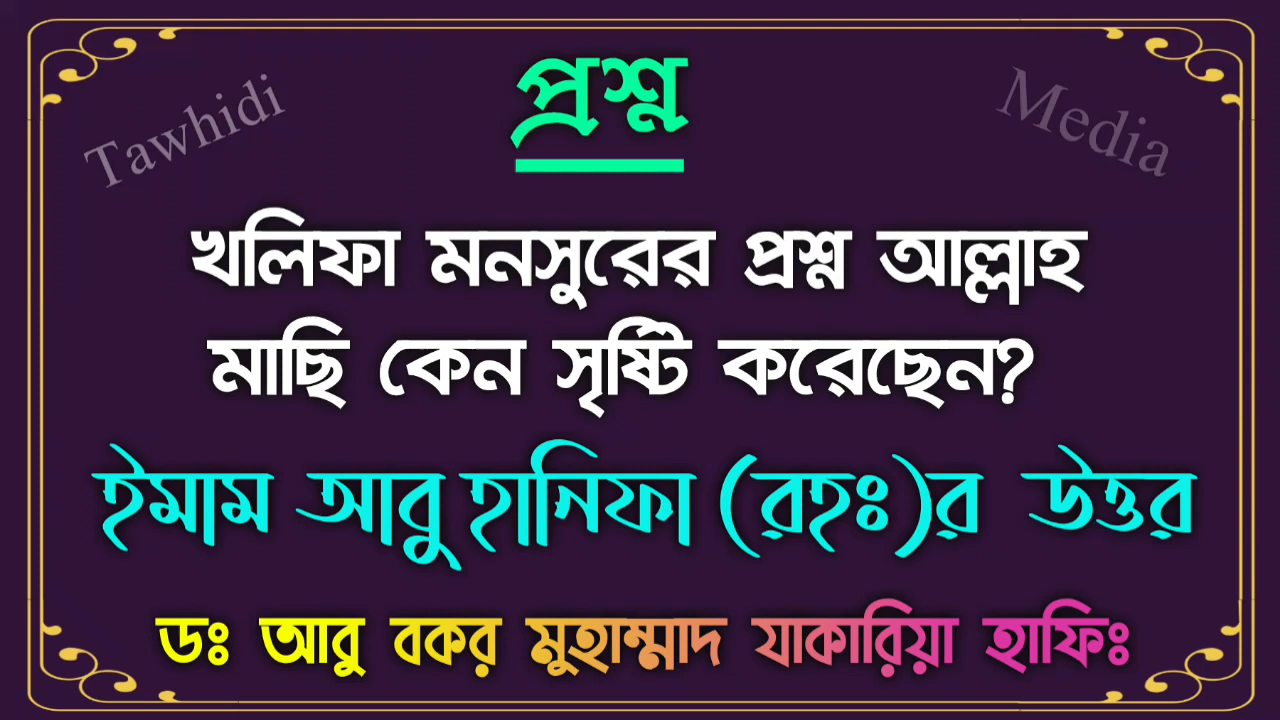 প্রশ্ন
Tawhidi
Media
খলিফা মনসুরের প্রশ্ন আল্লাহ
মাছি কেন সৃষ্টি করেছেন?
ইমাম আবু হানিফা (রহঃ)র উত্তর
ডঃ আবু বকর মুহাম্মাদ যাকারিয়া হাফিঃ